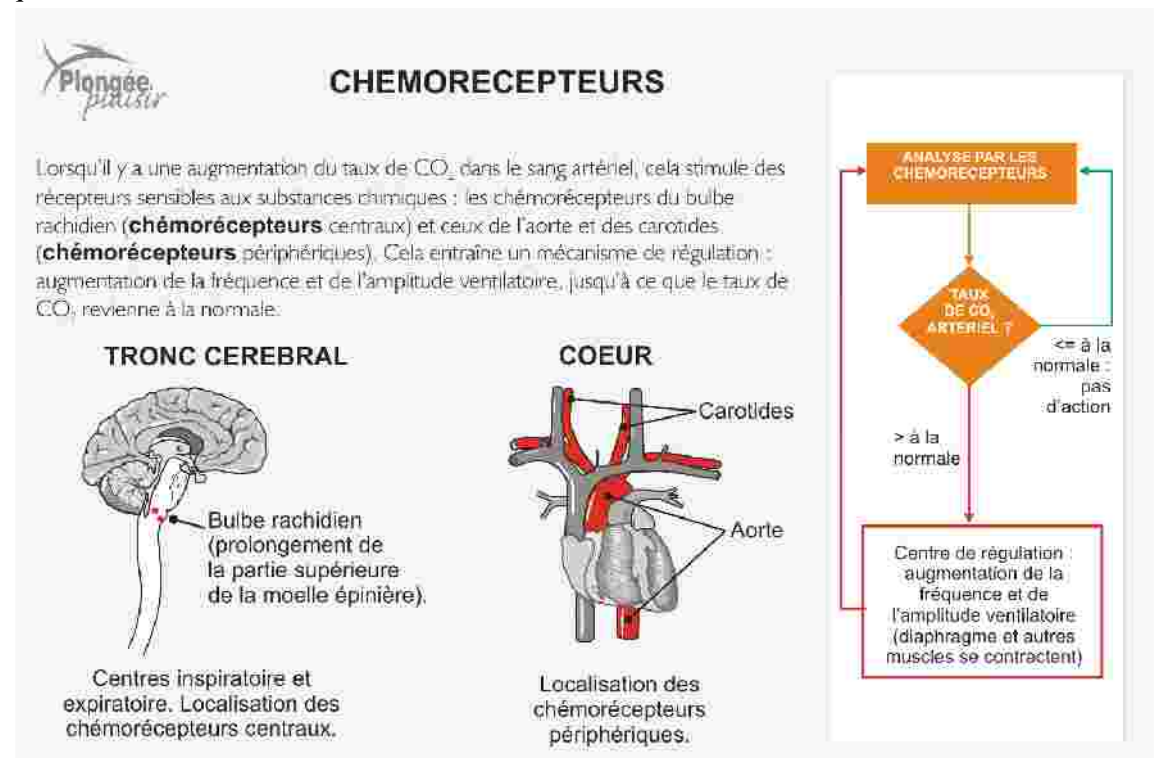 Plongée
plaisir
CHEMORECEPTEURS
Lorsqu'il y a une augmentation du taux de CO₂ dans le sang artériel, cela stimule des
récepteurs sensibles aux substances chimiques : les chémorécepteurs du bulbe
rachidien (chémorécepteurs centraux) et ceux de l'aorte et des carotides
(chémorécepteurs périphériques). Cela entraîne un mécanisme de régulation :
augmentation de la fréquence et de l'amplitude ventilatoire, jusqu'à ce que le taux de
CO₂ revienne à la normale.
TRONC CEREBRAL
Bulbe rachidien
(prolongement de
la partie supérieure
de la moelle épinière).
Centres inspiratoire et
expiratoire. Localisation des
chémorécepteurs centraux.
COEUR
Carotides
Aorte
Localisation des
chémorécepteurs
périphériques.
ANALYSE PAR LES
CHEMORECEPTEURS
TAUX
DE CO₂
ARTERIEL ?
<= à la
normale :
pas
d'action
> à la
normale
Centre de régulation :
augmentation de la
fréquence et de
l'amplitude ventilatoire
(diaphragme et autres
muscles se contractent)